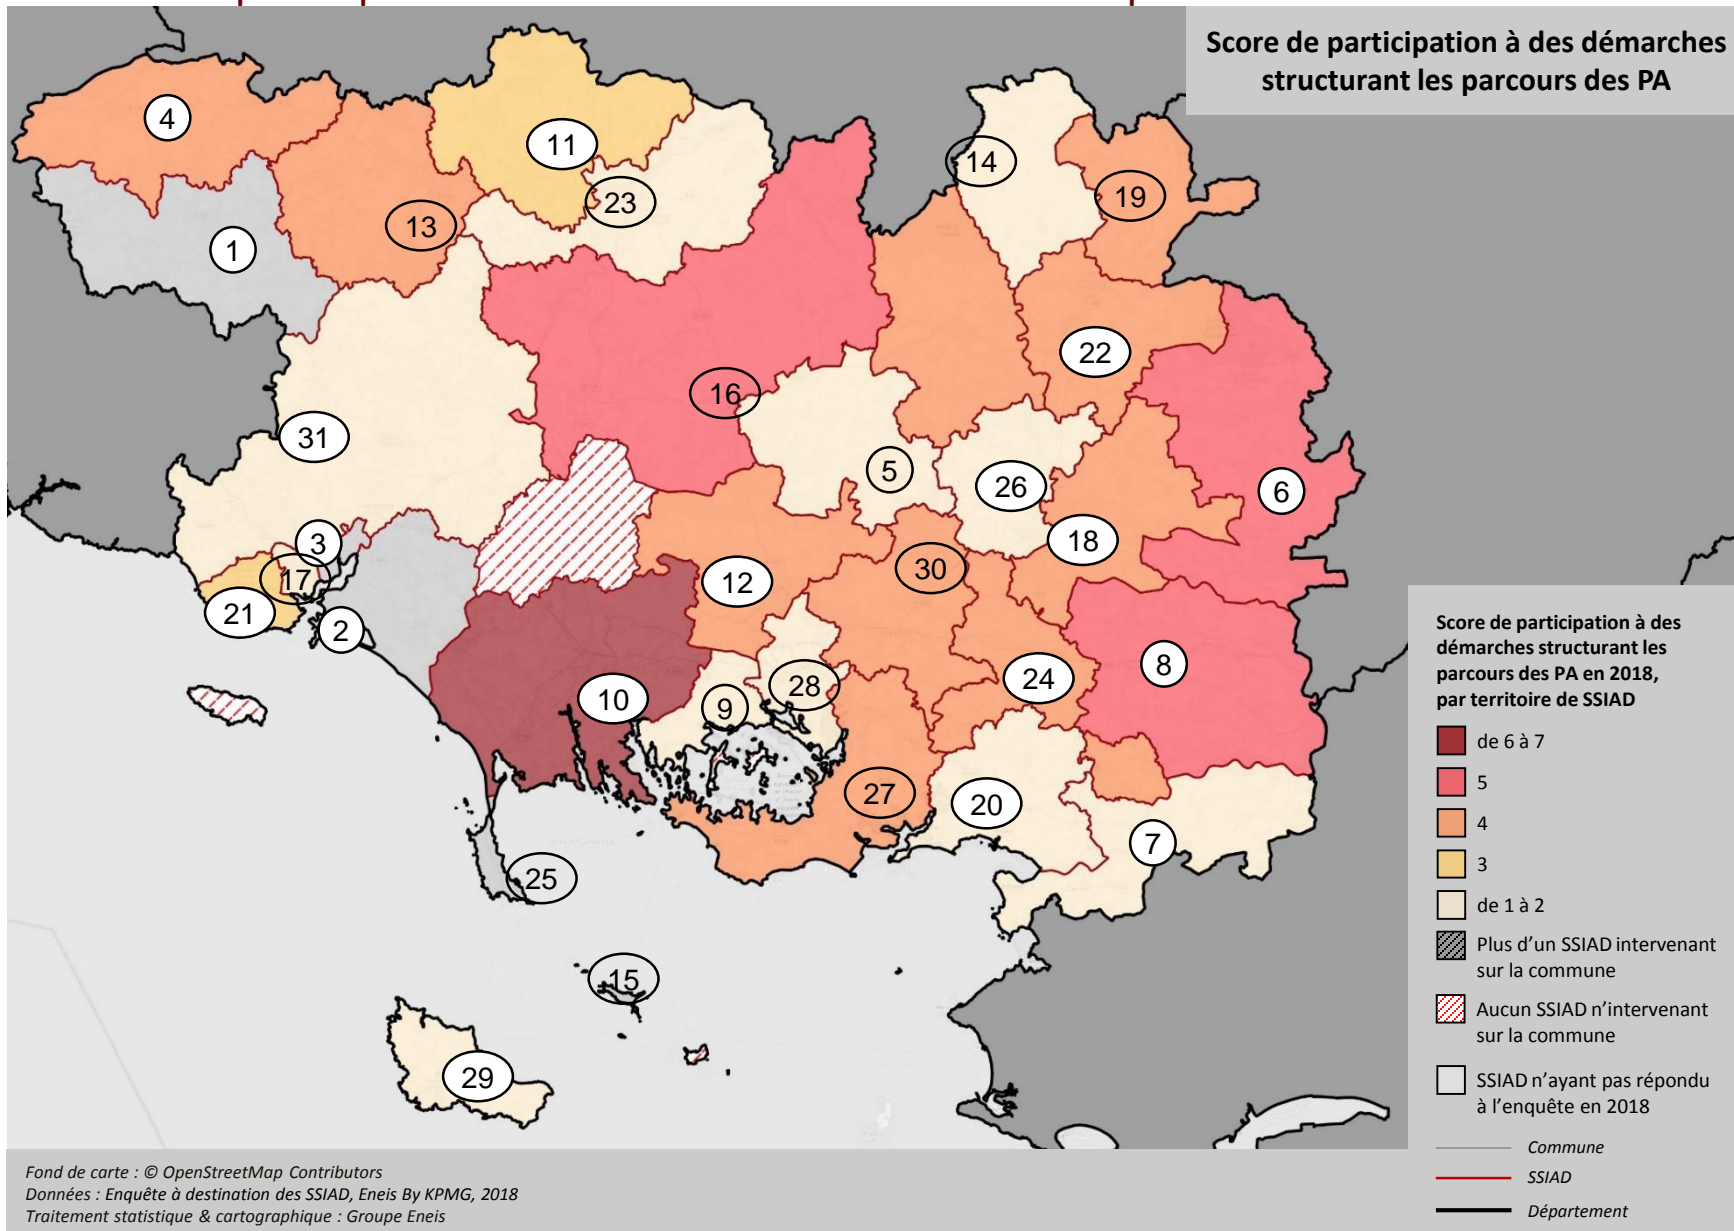 Score de participation à des démarches
structurant les parcours des PA
4
11
14
23
19
13
1
22
16
31
5
26
6
3
18
30
17
12
21
2
8
24
28
10
9
27
20
7
25
15
29
Score de participation à des
démarches structurant les
parcours des PA en 2018,
par territoire de SSIAD
de 6 à 7
5
4
3
de 1 à 2
Plus d'un SSIAD intervenant
sur la commune
Aucun SSIAD n'intervenant
sur la commune
SSIAD n'ayant pas répondu
à l'enquête en 2018
Commune
SSIAD
Département
Fond de carte : © OpenStreetMap Contributors
Données : Enquête à destination des SSIAD, Eneis By KPMG, 2018
Traitement statistique & cartographique : Groupe Eneis